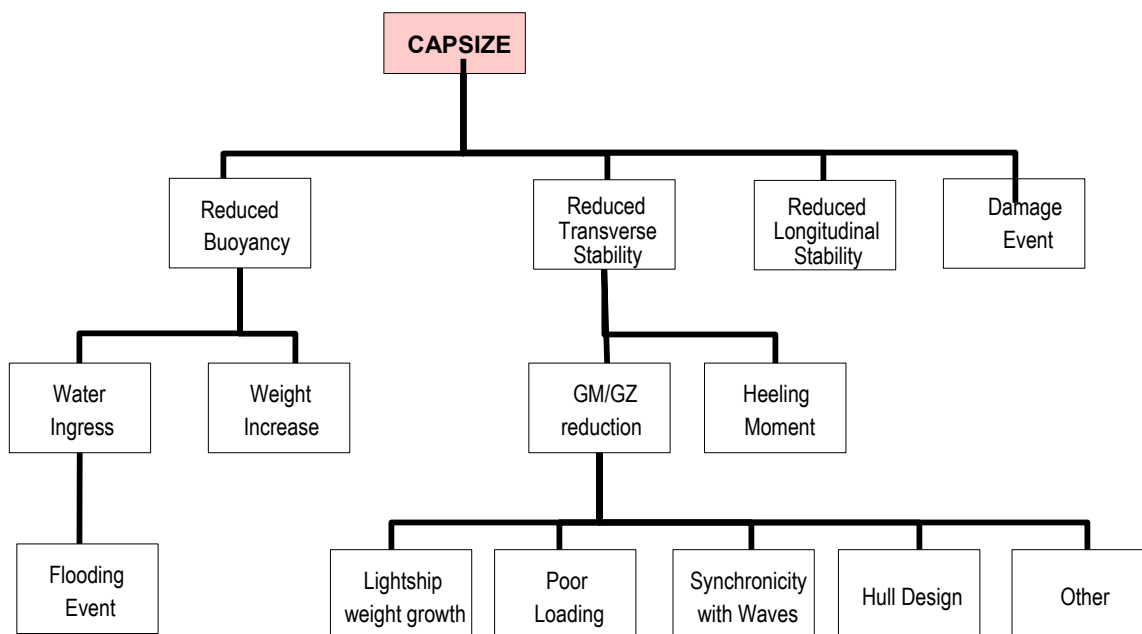 CAPSIZE
Reduced
Buoyancy
Reduced
Transverse
Stability
Reduced
Longitudinal
Stability
Damage
Event
Water
Ingress
Weight
Increase
GM/GZ
reduction
Heeling
Moment
Flooding
Event
Lightship
weight growth
Poor
Loading
Synchronicity
with Waves
Hull Design
Other